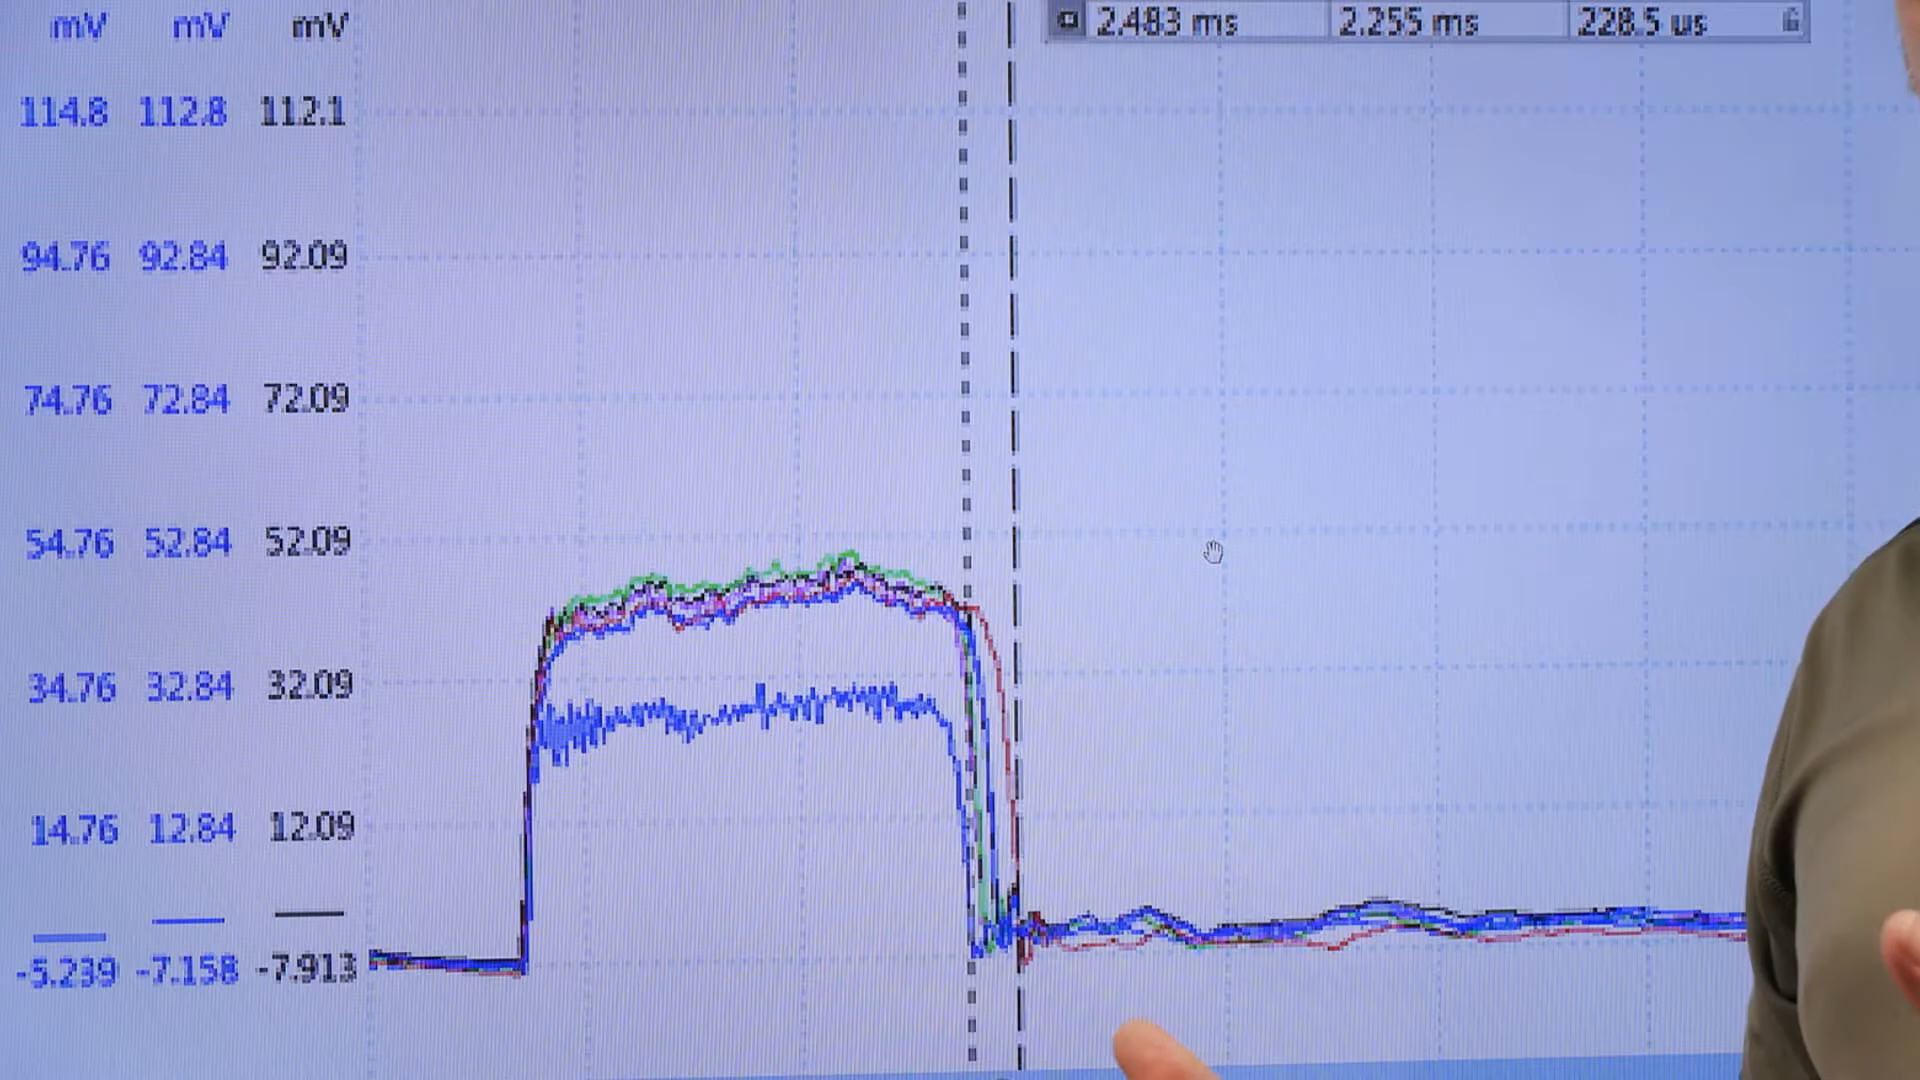 mV mV mV
2.483 ms 2.255 ms 228.5 us
114.8 112.8 112.1
94.76 92.84 92.09
74.76 72.84 72.09
54.76 52.84 52.09
34.76 32.84 32.09
14.76 12.84 12.09
-5.239 -7.158 -7.913